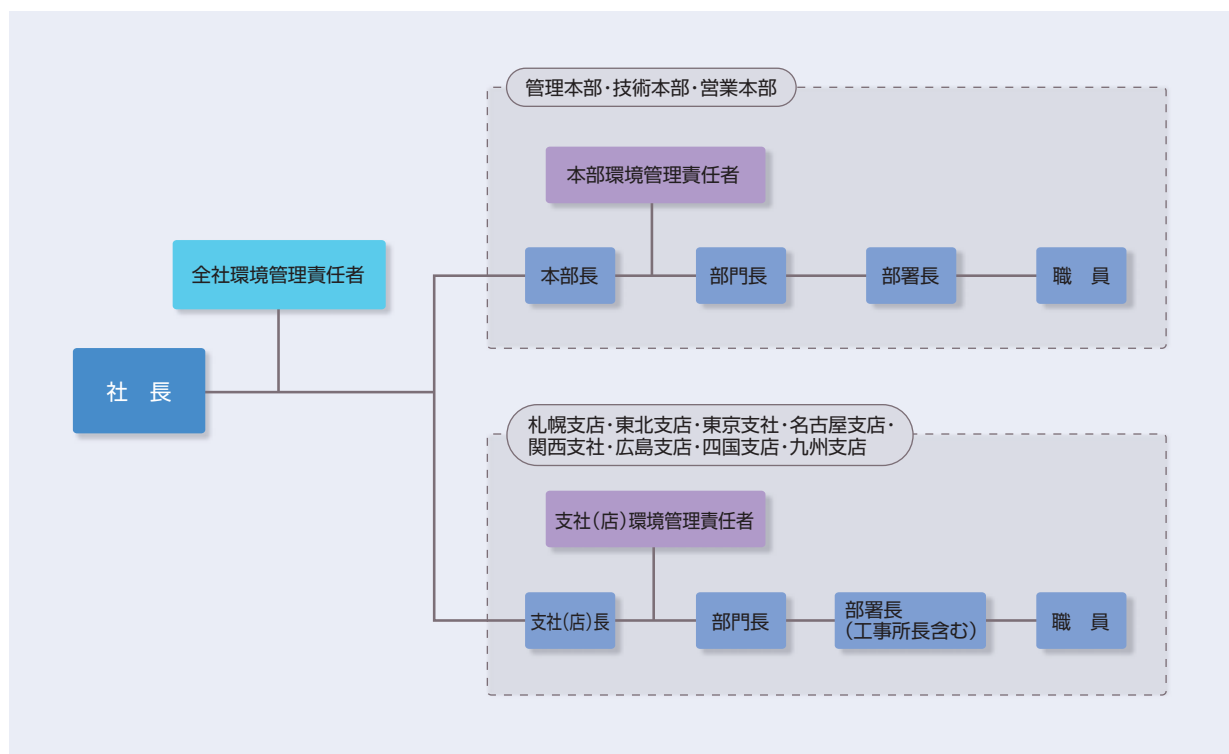 管理本部・技術本部・営業本部
本部環境管理責任者
全社環境管理責任者
本部長
部門長
部署長
職　員
社　長
札幌支店・東北支店・東京支社・名古屋支店・
関西支社・広島支店・四国支店・九州支店
支社（店）環境管理責任者
支社（店）長
部門長
部署長
（工事所長含む）
職　員